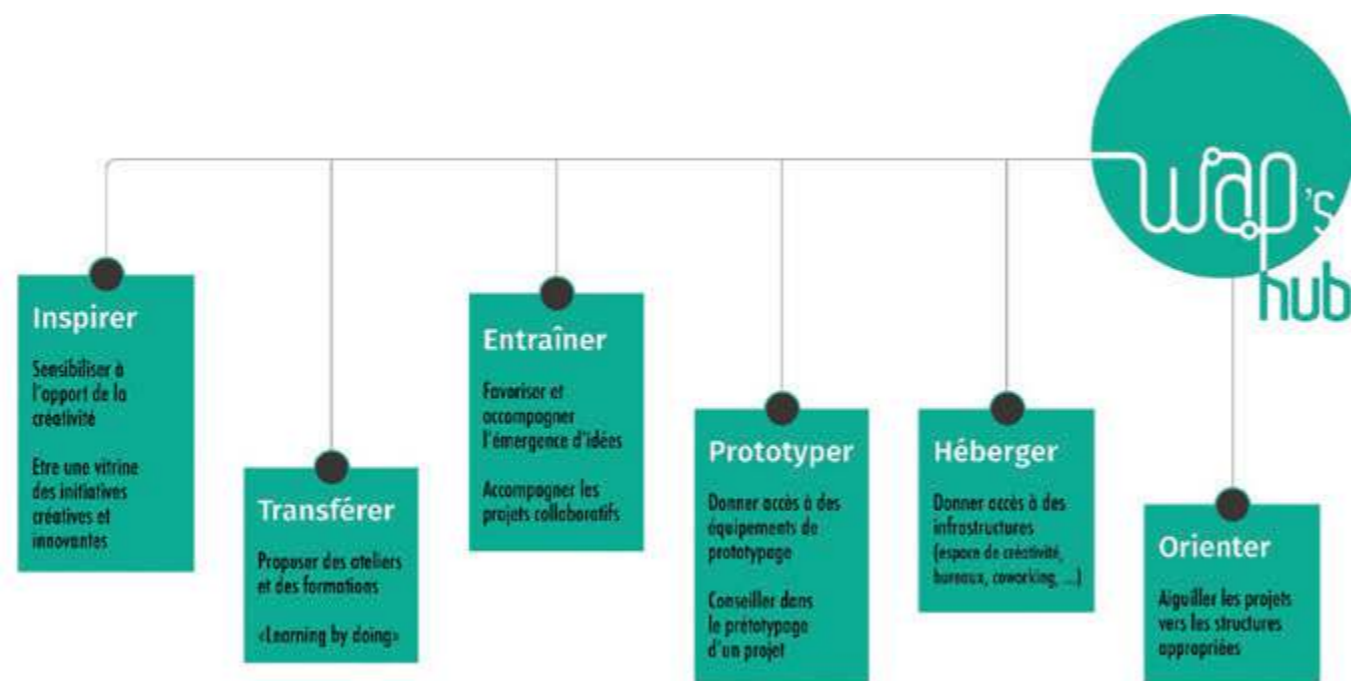 wap's
hub
Inspirer
Sensibiliser à
l'apport de la
créativité
Etre une vitrine
des initiatives
créatives et
innovantes
Transférer
Proposer des ateliers
et des formations
«Learning by doing»
Entraîner
Favoriser et
accompagner
l'émergence d'idées
Accompagner les
projets collaboratifs
Prototyper
Donner accès à des
équipements de
prototypage
Conseiller dans
le prétotypage
d'un projet
Héberger
Donner accès à des
infrastructures
(espace de créativité,
bureaux, coworking, ...)
Orienter
Aiguiller les projets
vers les structures
appropriées